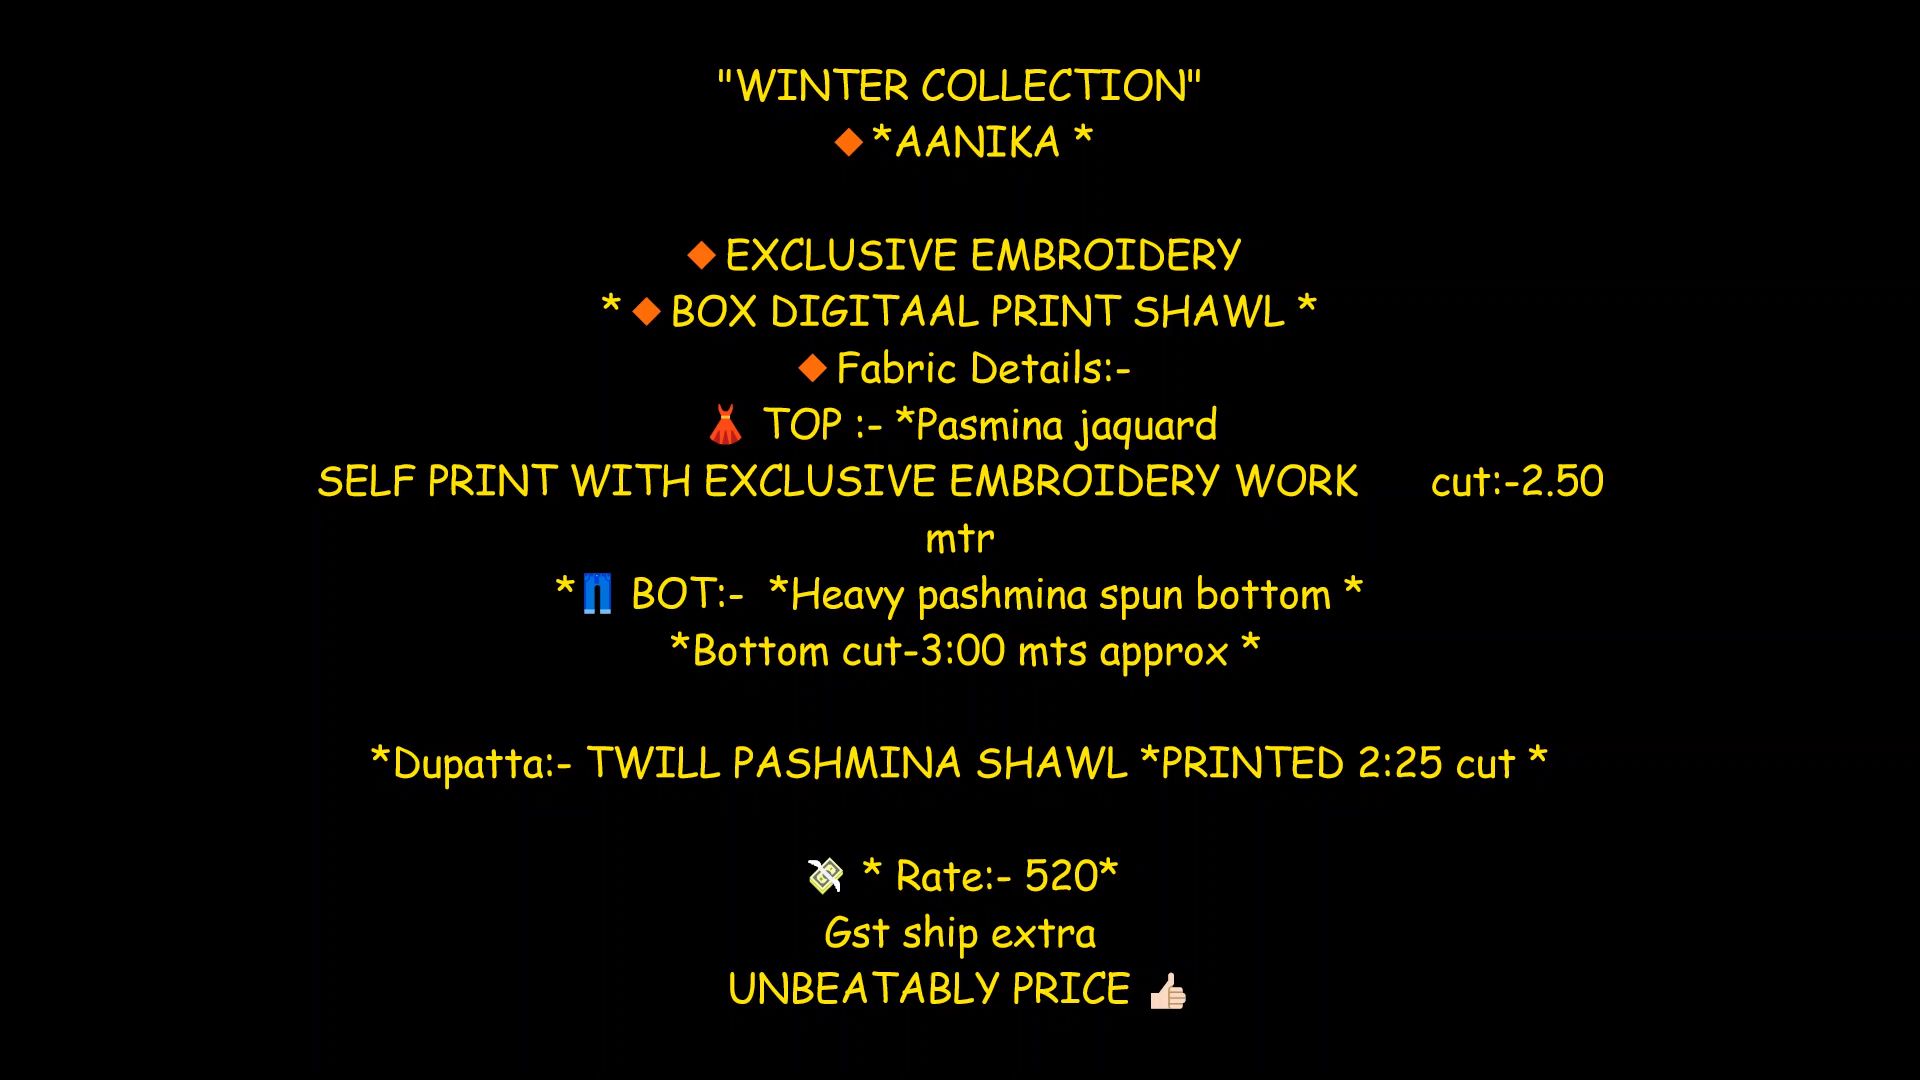 "WINTER COLLECTION"
🔸*AANIKA *
🔸EXCLUSIVE EMBROIDERY
*🔸BOX DIGITAAL PRINT SHAWL *
🔸Fabric Details:-
👗 TOP :- *Pasmina jaquard
SELF PRINT WITH EXCLUSIVE EMBROIDERY WORK cut:-2.50
mtr
*👖 BOT:- *Heavy pashmina spun bottom *
*Bottom cut-3:00 mts approx *
*Dupatta:- TWILL PASHMINA SHAWL *PRINTED 2:25 cut *
💸 * Rate:- 520*
Gst ship extra
UNBEATABLY PRICE 👍🏻